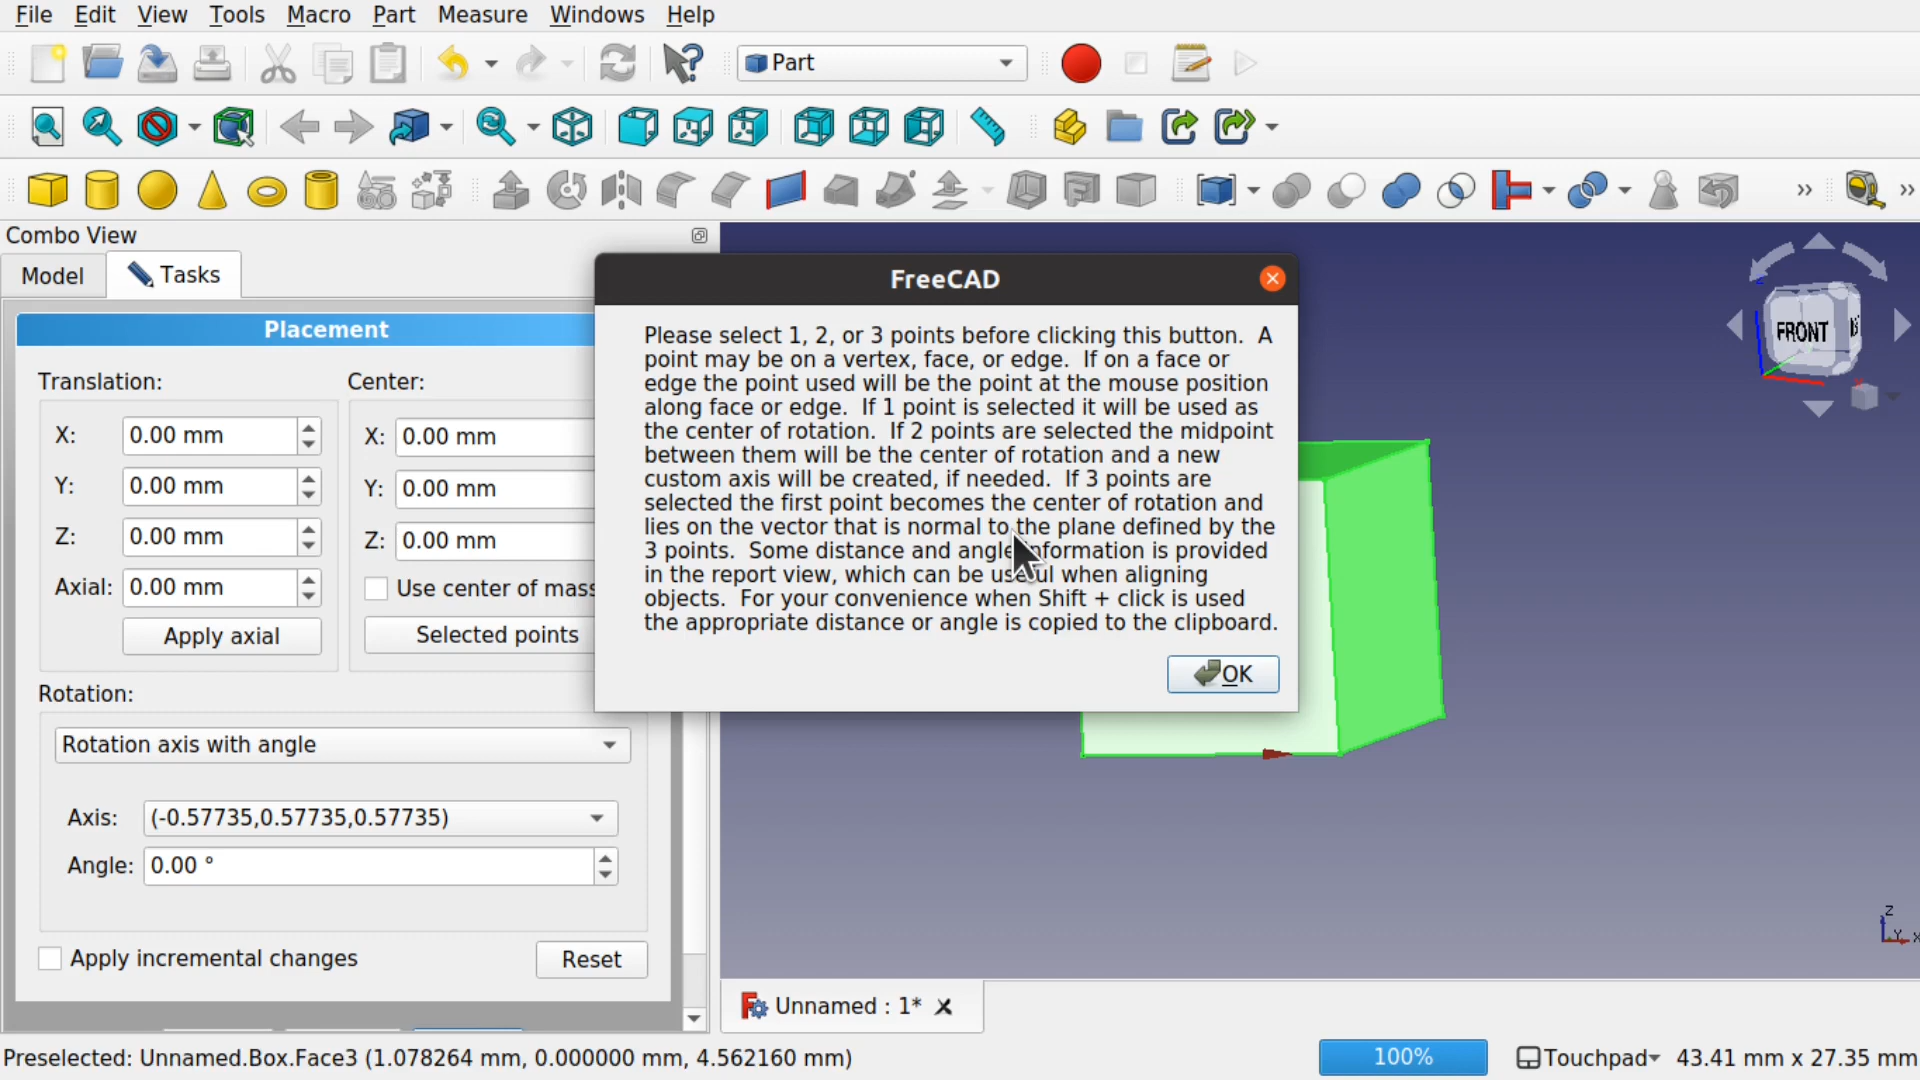 File Edit View Tools Macro Part Measure Windows Help
Part
Combo View
Model Tasks
Placement
Translation: Center:
X: 0.00 mm X: 0.00 mm
Y: 0.00 mm Y: 0.00 mm
Z: 0.00 mm Z: 0.00 mm
Axial: 0.00 mm Use center of mass
Apply axial Selected points
Rotation:
Rotation axis with angle
Axis: (-0.57735,0.57735,0.57735)
Angle: 0.00 °
Apply incremental changes Reset
FreeCAD
Please select 1, 2, or 3 points before clicking this button. A
point may be on a vertex, face, or edge. If on a face or
edge the point used will be the point at the mouse position
along face or edge. If 1 point is selected it will be used as
the center of rotation. If 2 points are selected the midpoint
between them will be the center of rotation and a new
custom axis will be created, if needed. If 3 points are
selected the first point becomes the center of rotation and
lies on the vector that is normal to the plane defined by the
3 points. Some distance and angle information is provided
in the report view, which can be useful when aligning
objects. For your convenience when Shift + click is used
the appropriate distance or angle is copied to the clipboard.
OK
FRONT
Z
Y X
Unnamed : 1*
Preselected: Unnamed.Box.Face3 (1.078264 mm, 0.000000 mm, 4.562160 mm) 100% Touchpad 43.41 mm x 27.35 mm